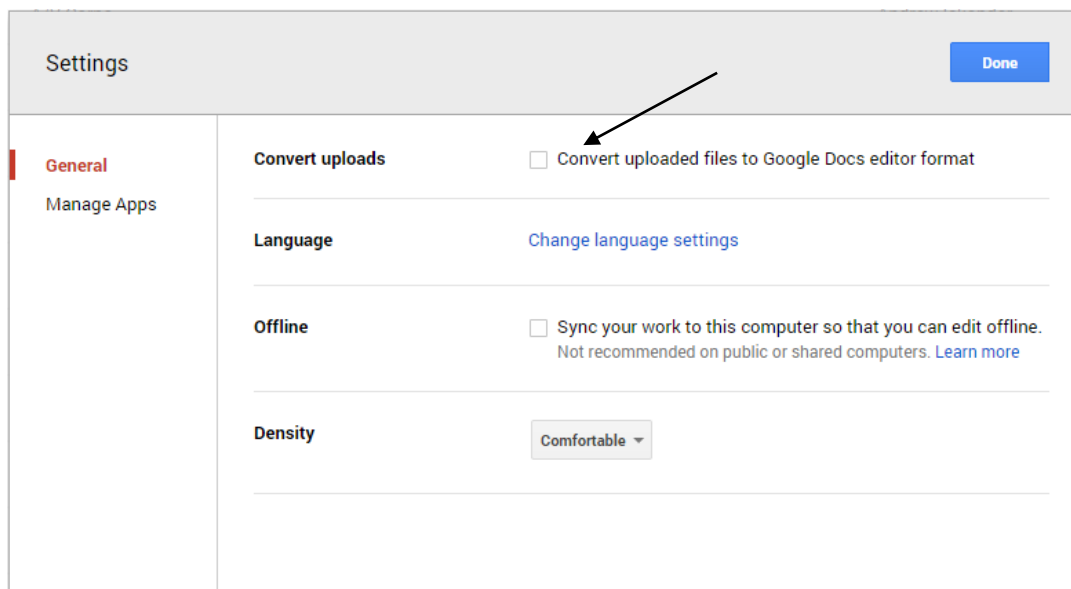 Settings
Done
General
Manage Apps
Convert uploads
Convert uploaded files to Google Docs editor format
Language
Change language settings
Offline
Sync your work to this computer so that you can edit offline.
Not recommended on public or shared computers. Learn more
Density
Comfortable